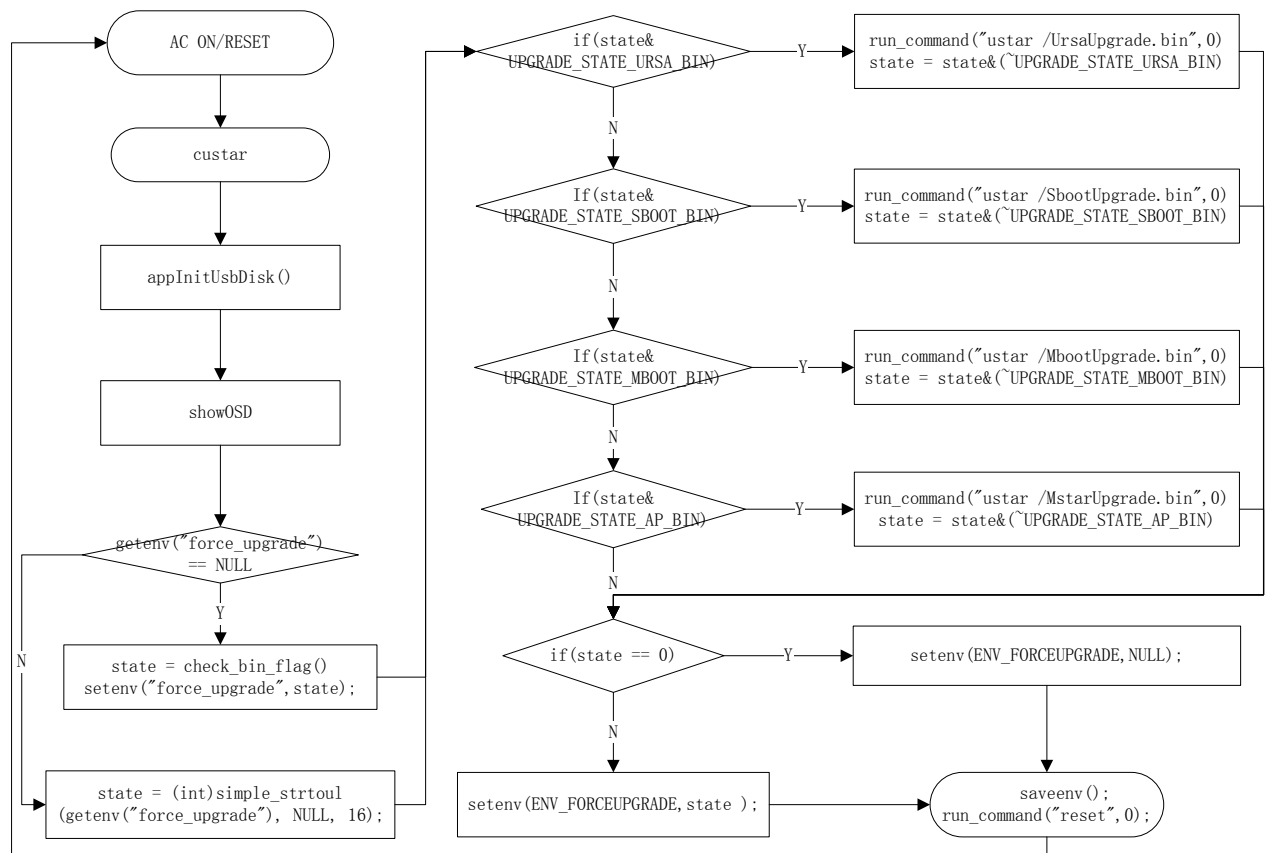 AC ON/RESET
custar
appInitUsbDisk()
showOSD
getenv("force_upgrade")
== NULL
Y
N
state = check_bin_flag()
setenv("force_upgrade",state);
state = (int)simple_strtoul
(getenv("force_upgrade"), NULL, 16);
if(state&
UPGRADE_STATE_URSA_BIN)
Y
run_command("ustar /UrsaUpgrade.bin",0)
state = state&(~UPGRADE_STATE_URSA_BIN)
N
If(state&
UPGRADE_STATE_SBOOT_BIN)
Y
run_command("ustar /SbootUpgrade.bin",0)
state = state&(~UPGRADE_STATE_SBOOT_BIN)
N
If(state&
UPGRADE_STATE_MBOOT_BIN)
Y
run_command("ustar /MbootUpgrade.bin",0)
state = state&(~UPGRADE_STATE_MBOOT_BIN)
N
If(state&
UPGRADE_STATE_AP_BIN)
Y
run_command("ustar /MstarUpgrade.bin",0)
state = state&(~UPGRADE_STATE_AP_BIN)
N
if(state == 0)
Y
setenv(ENV_FORCEUPGRADE,NULL);
N
setenv(ENV_FORCEUPGRADE,state );
saveenv();
run_command("reset",0);